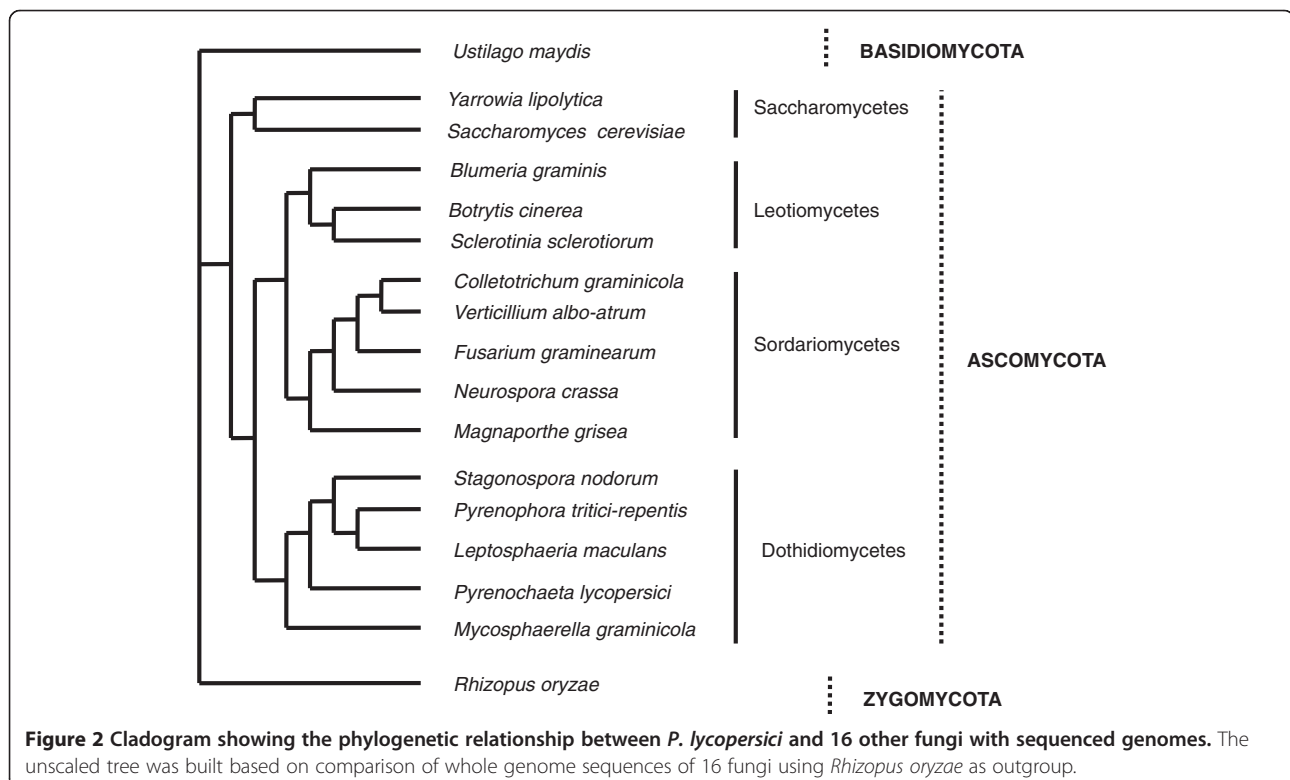 Ustilago maydis
BASIDIOMYCOTA
Yarrowia lipolytica
Saccharomyces cerevisiae
Saccharomycetes
Blumeria graminis
Botrytis cinerea
Sclerotinia sclerotiorum
Leotiomycetes
Colletotrichum graminicola
Verticillium albo-atrum
Fusarium graminearum
Neurospora crassa
Magnaporthe grisea
Sordariomycetes
ASCOMYCOTA
Stagonospora nodorum
Pyrenophora tritici-repentis
Leptosphaeria maculans
Pyrenochaeta lycopersici
Mycosphaerella graminicola
Dothidiomycetes
Rhizopus oryzae
ZYGOMYCOTA
Figure 2 Cladogram showing the phylogenetic relationship between P. lycopersici and 16 other fungi with sequenced genomes. The
unscaled tree was built based on comparison of whole genome sequences of 16 fungi using Rhizopus oryzae as outgroup.